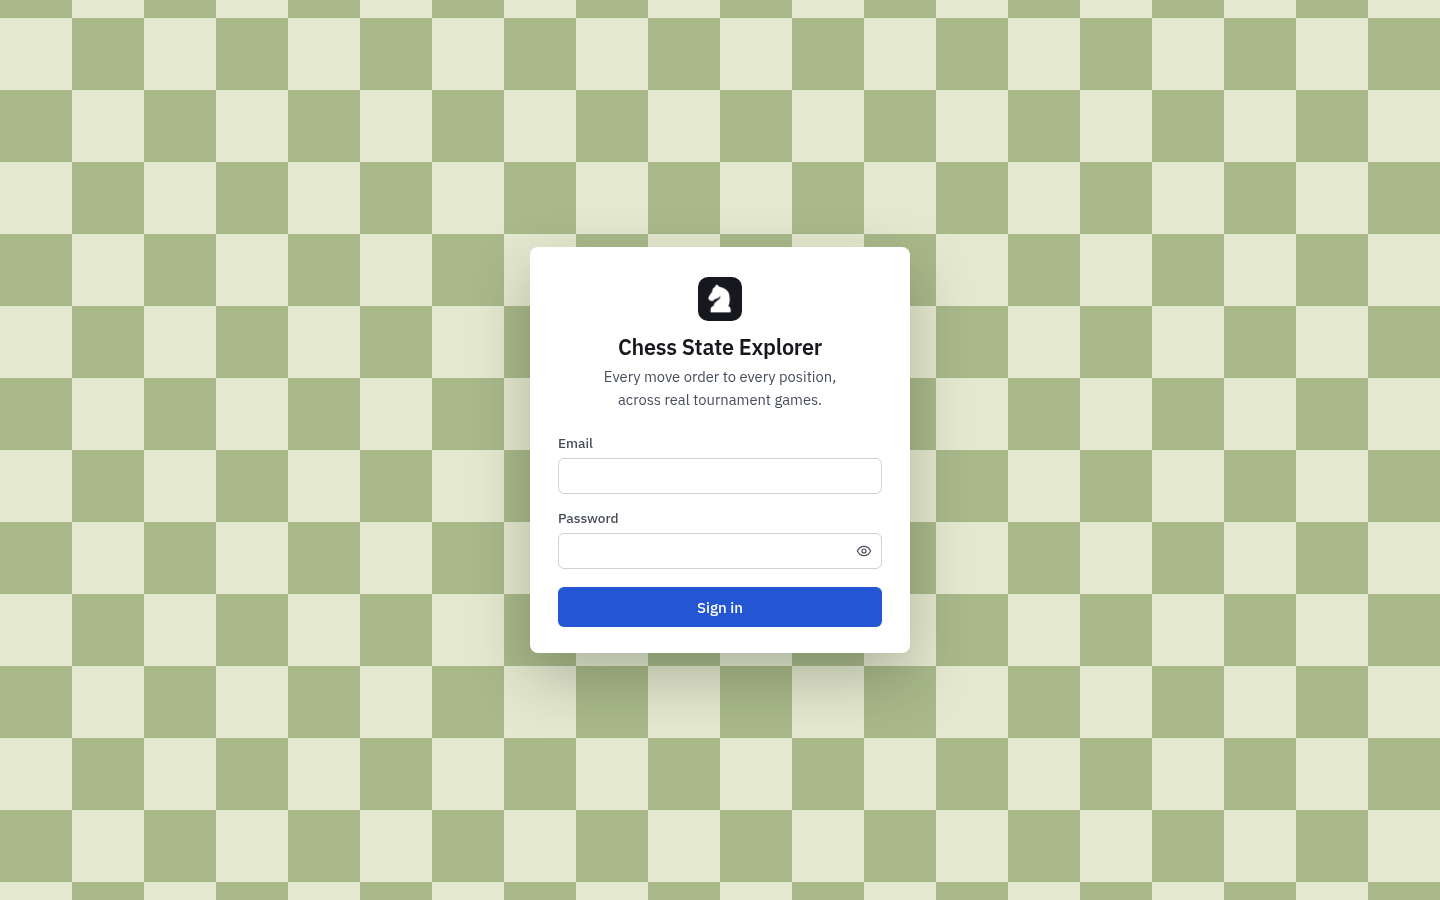 Chess State Explorer
Every move order to every position,
across real tournament games.
Email
Password
Sign in